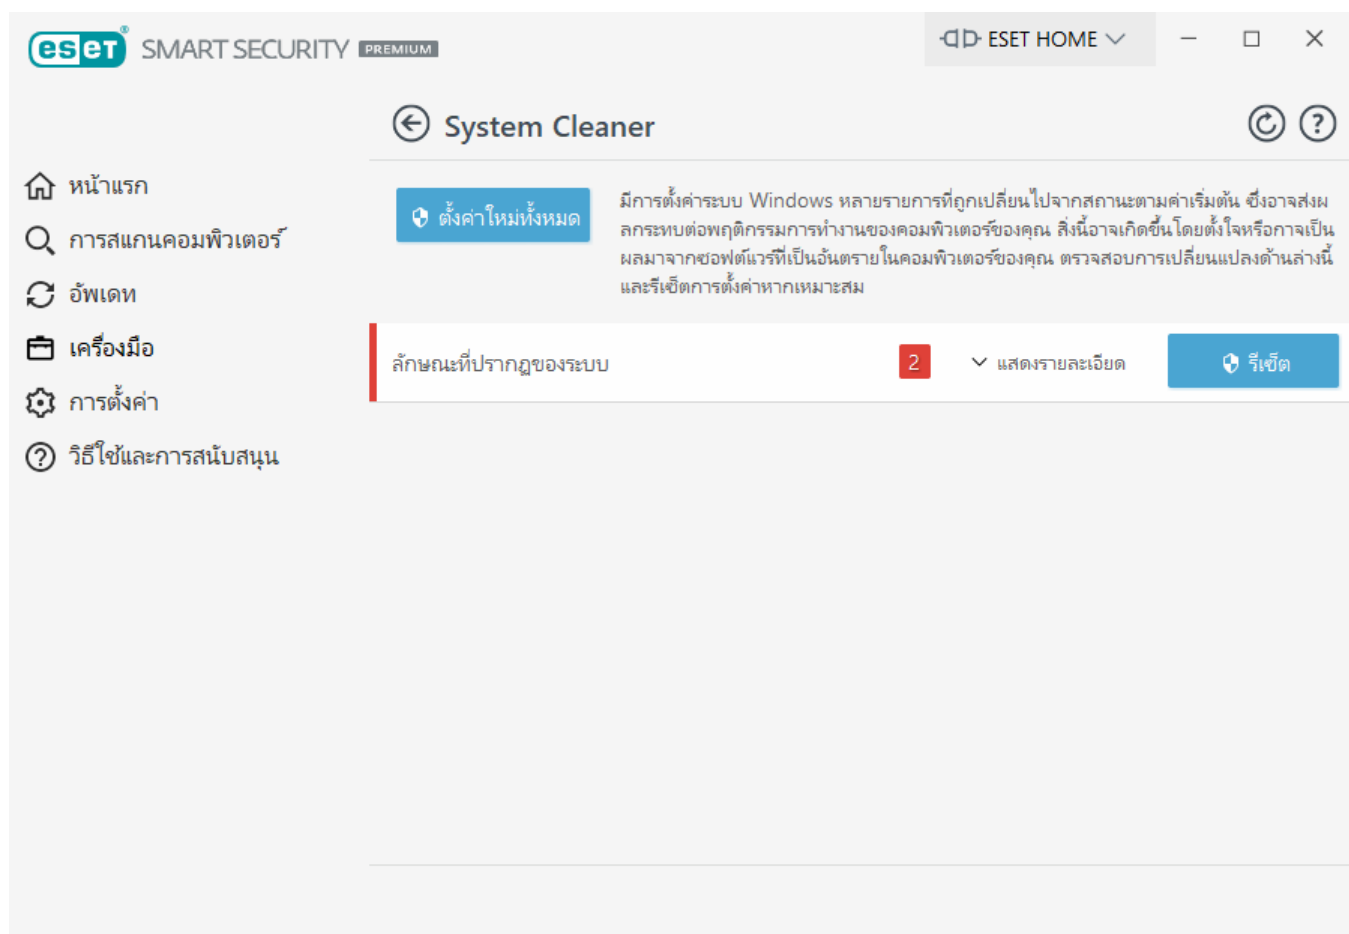 eset® SMART SECURITY PREMIUM
ESET HOME
System Cleaner
หน้าแรก
การสแกนคอมพิวเตอร์
อัพเดท
เครื่องมือ
การตั้งค่า
วิธีใช้และการสนับสนุน
ตั้งค่าใหม่ทั้งหมด
มีการตั้งค่าระบบ Windows หลายรายการที่ถูกเปลี่ยนไปจากสถานะตามค่าเริ่มต้น ซึ่งอาจส่งผ
ลกระทบต่อพฤติกรรมการทำงานของคอมพิวเตอร์ของคุณ สิ่งนี้อาจเกิดขึ้นโดยตั้งใจหรือกาจเป็น
ผลมาจากซอฟต์แวร์ที่เป็นอันตรายในคอมพิวเตอร์ของคุณ ตรวจสอบการเปลี่ยนแปลงด้านล่างนี้
และรีเซ็ตการตั้งค่าหากเหมาะสม
ลักษณะที่ปรากฏของระบบ
2
แสดงรายละเอียด
รีเซ็ต